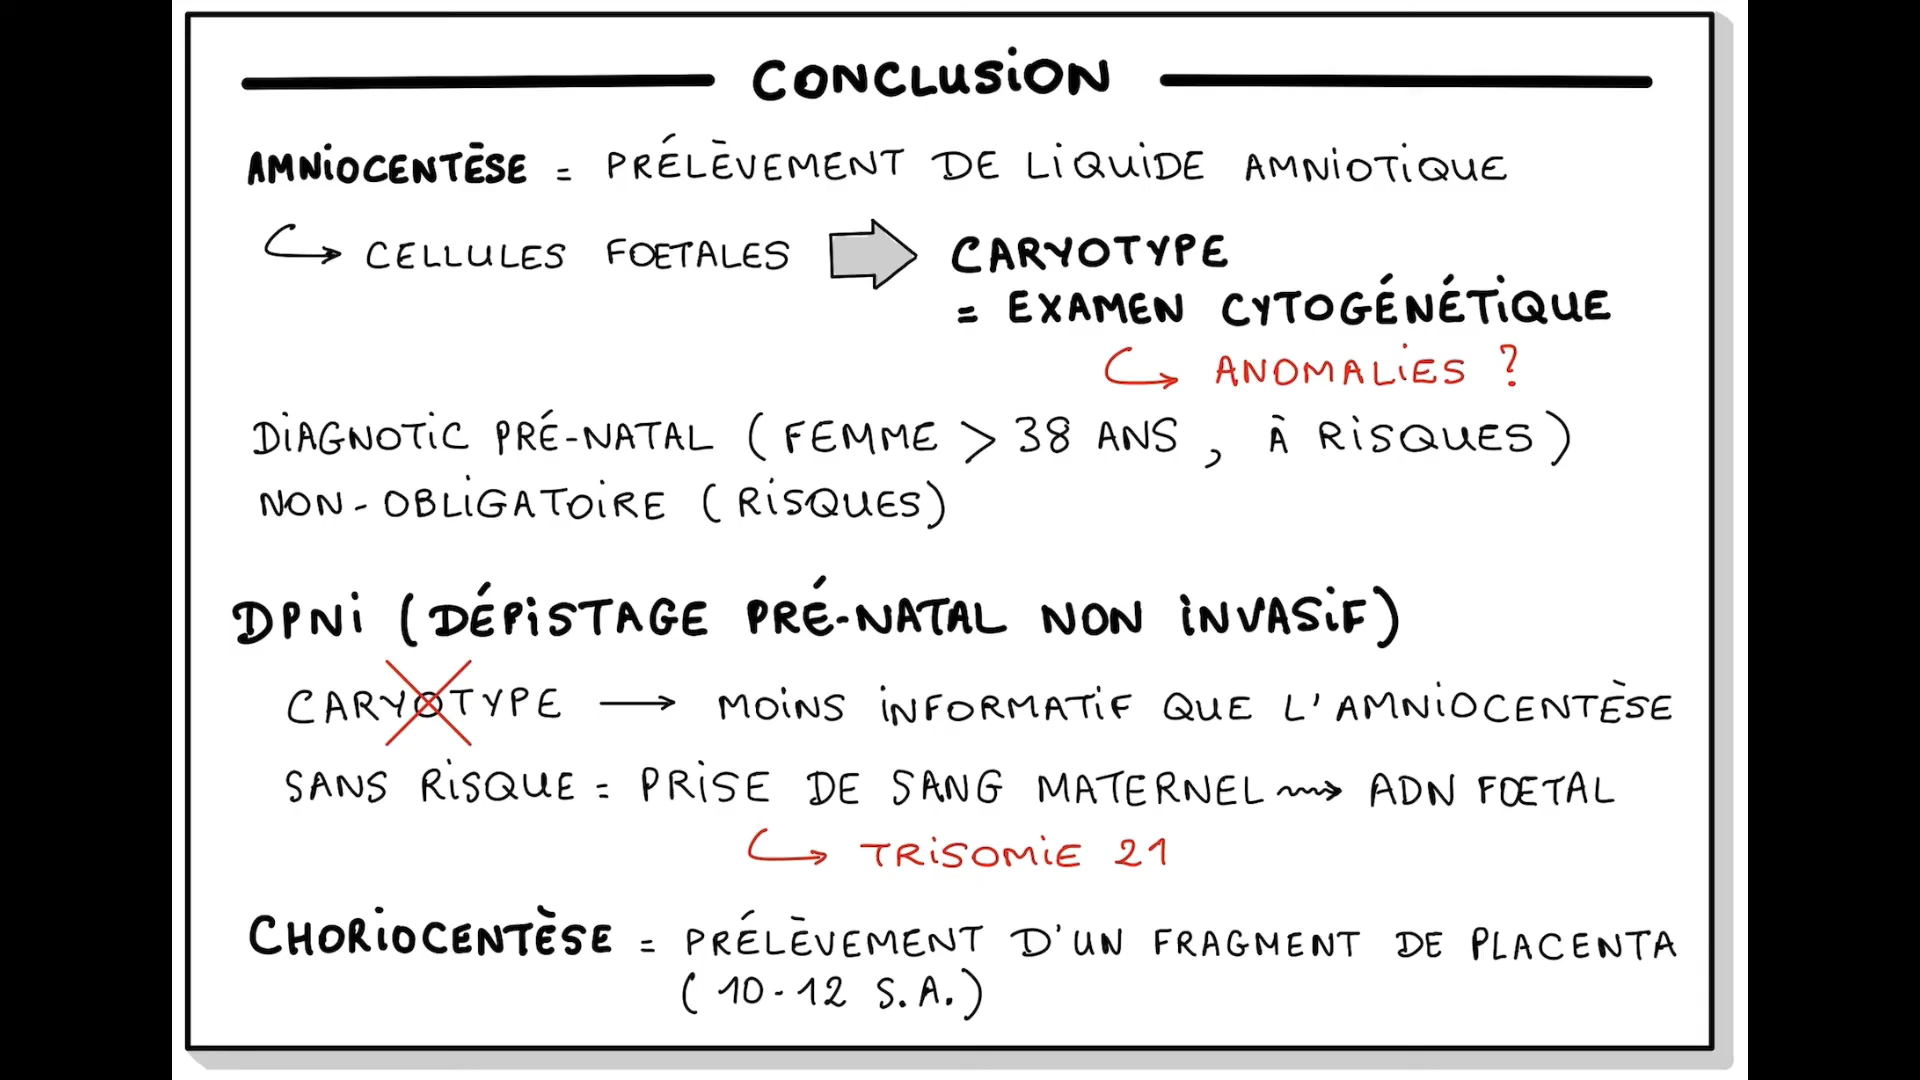 CONCLUSION
AMNIOCENTÈSE = PRÉLÈVEMENT DE LIQUIDE AMNIOTIQUE
CELLULES FOETALES CARYOTYPE
= EXAMEN CYTOGÉNÉTIQUE
ANOMALIES ?
DIAGNOTIC PRÉ-NATAL ( FEMME > 38 ANS , À RISQUES )
NON-OBLIGATOIRE ( RISQUES )
DPNI ( DÉPISTAGE PRÉ-NATAL NON INVASIF )
CARYOTYPE → MOINS INFORMATIF QUE L'AMNIOCENTÈSE
SANS RISQUE = PRISE DE SANG MATERNEL → ADN FŒTAL
TRISOMIE 21
CHORIOCENTÈSE = PRÉLÈVEMENT D'UN FRAGMENT DE PLACENTA
( 10-12 S.A. )